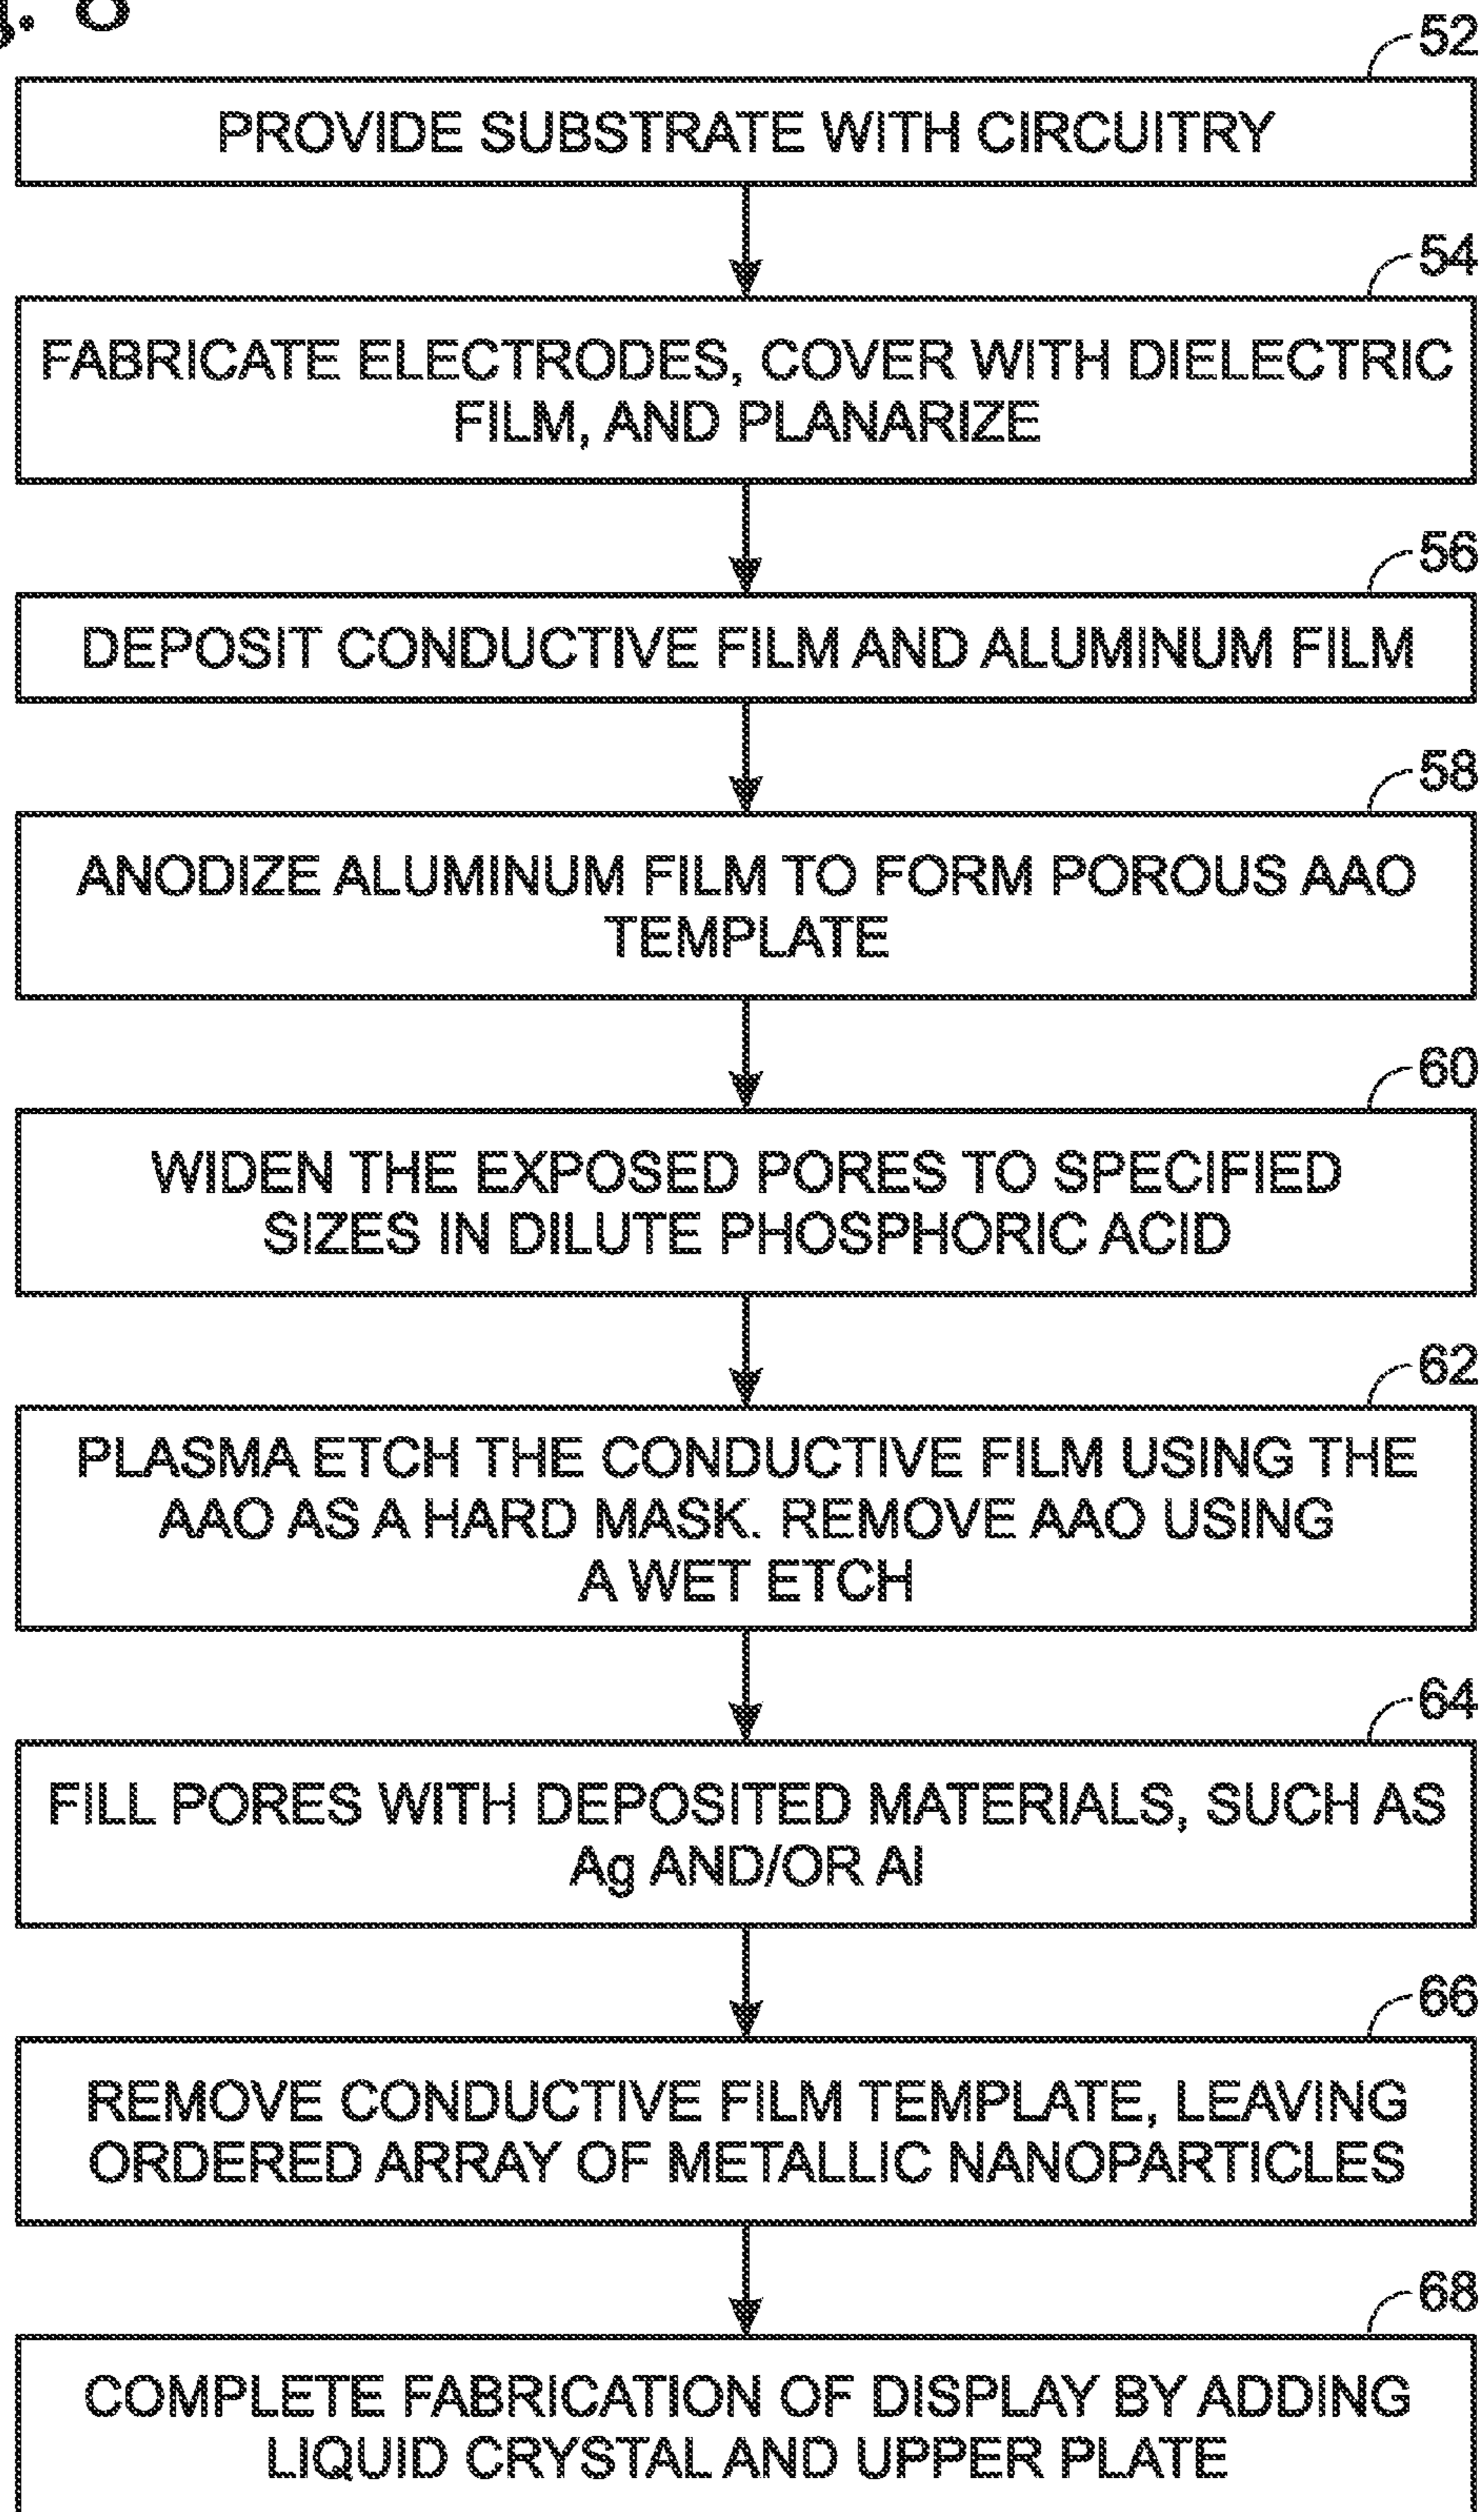 g. 8
52
PROVIDE SUBSTRATE WITH CIRCUITRY
54
FABRICATE ELECTRODES, COVER WITH DIELECTRIC
FILM, AND PLANARIZE
56
DEPOSIT CONDUCTIVE FILM AND ALUMINUM FILM
58
ANODIZE ALUMINUM FILM TO FORM POROUS AAO
TEMPLATE
60
WIDEN THE EXPOSED PORES TO SPECIFIED
SIZES IN DILUTE PHOSPHORIC ACID
62
PLASMA ETCH THE CONDUCTIVE FILM USING THE
AAO AS A HARD MASK. REMOVE AAO USING
A WET ETCH
64
FILL PORES WITH DEPOSITED MATERIALS, SUCH AS
Ag AND/OR Al
66
REMOVE CONDUCTIVE FILM TEMPLATE, LEAVING
ORDERED ARRAY OF METALLIC NANOPARTICLES
68
COMPLETE FABRICATION OF DISPLAY BY ADDING
LIQUID CRYSTAL AND UPPER PLATE